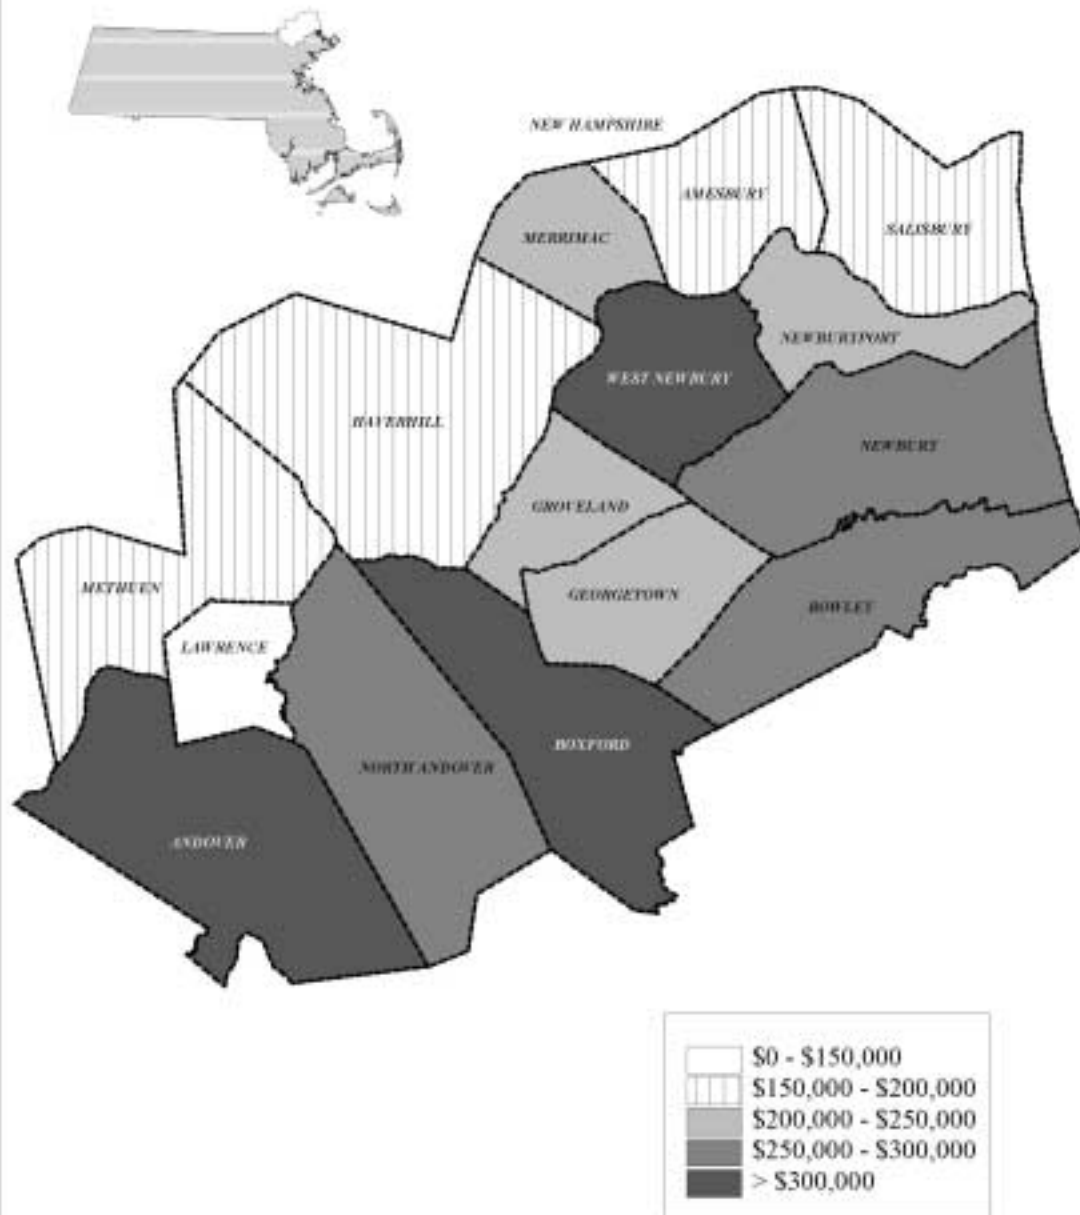 NEW HAMPSHIRE
AMESBURY
SALISBURY
MERRIMAC
NEWBURYPORT
WEST NEWBURY
HAVERHILL
NEWBURY
GROVELAND
METHUEN
GEORGETOWN
ROWLEY
LAWRENCE
BOXFORD
NORTH ANDOVER
ANDOVER
$0 - $150,000
$150,000 - $200,000
$200,000 - $250,000
$250,000 - $300,000
> $300,000